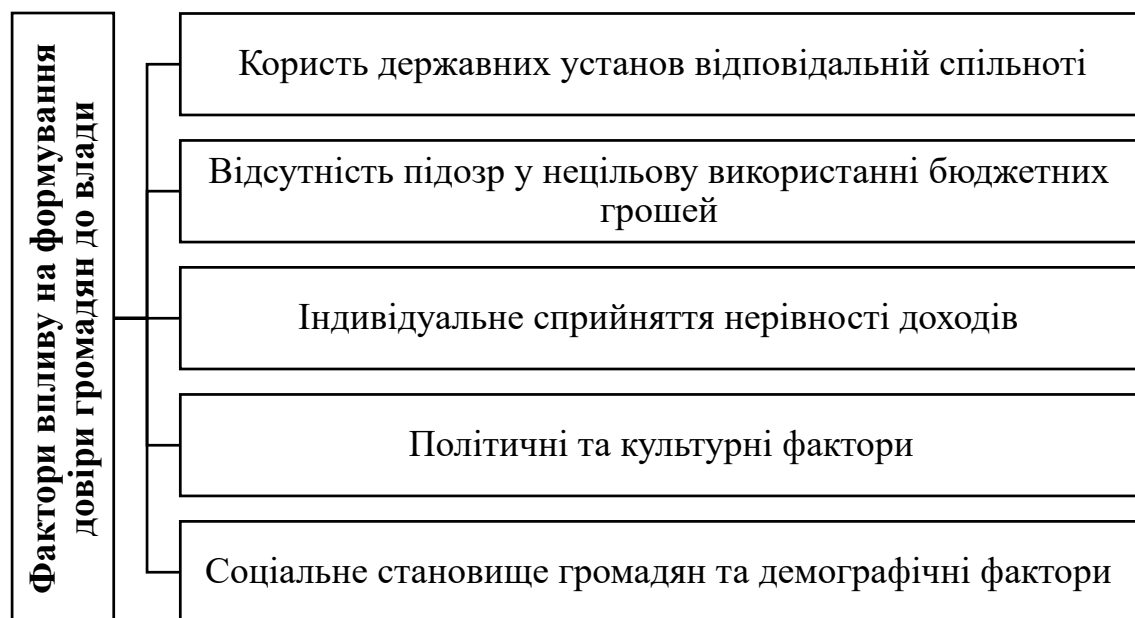 Фактори впливу на формування
довіри громадян до влади
Користь державних установ відповідальній спільноті
Відсутність підозр у нецільову використанні бюджетних
грошей
Індивідуальне сприйняття нерівності доходів
Політичні та культурні фактори
Соціальне становище громадян та демографічні фактори